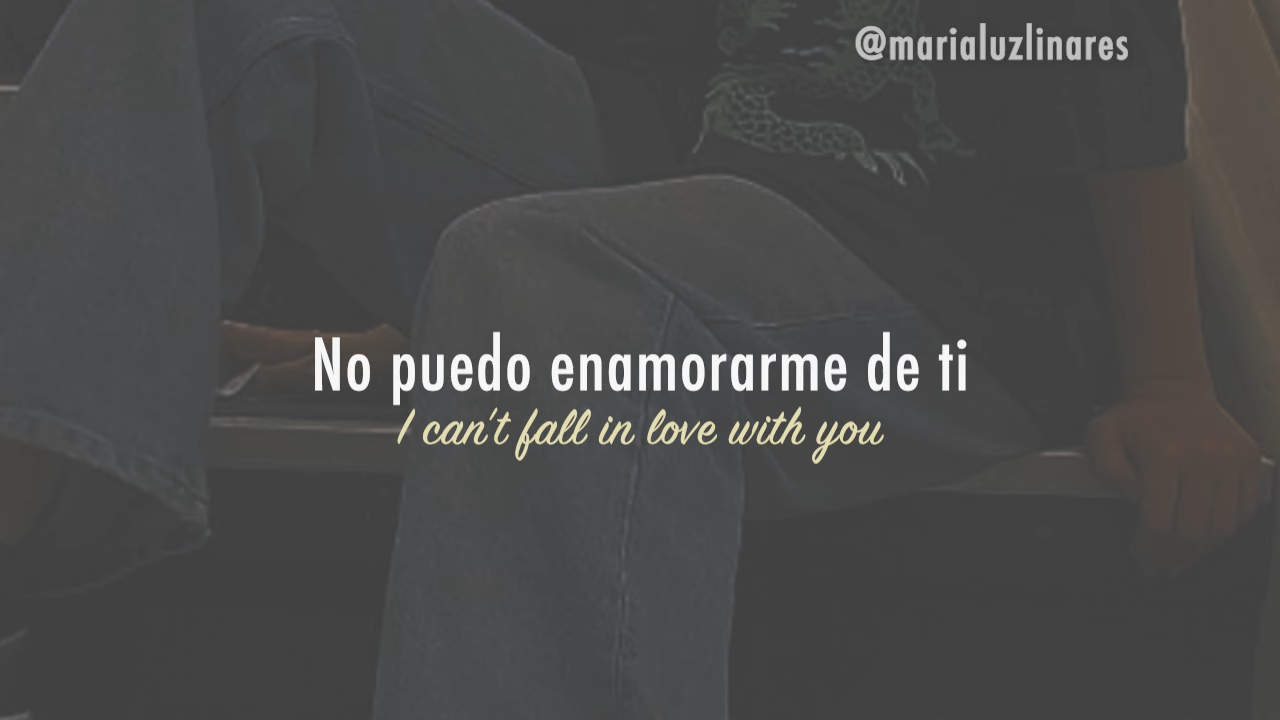 @marialuzlinares
No puedo enamorarme de ti
I can't fall in love with you